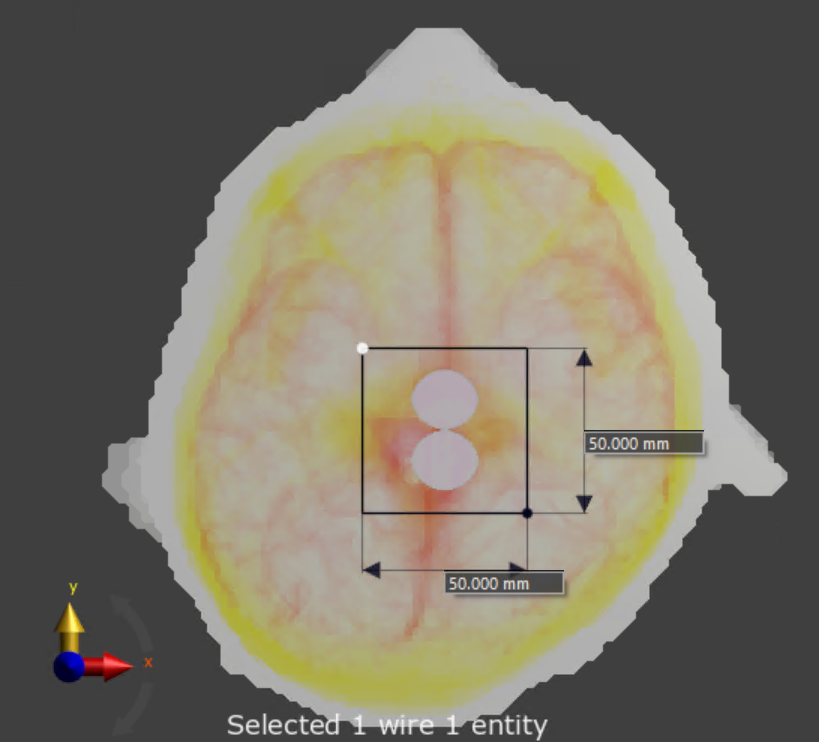 50.000 mm
50.000 mm
y
x
Selected 1 wire 1 entity